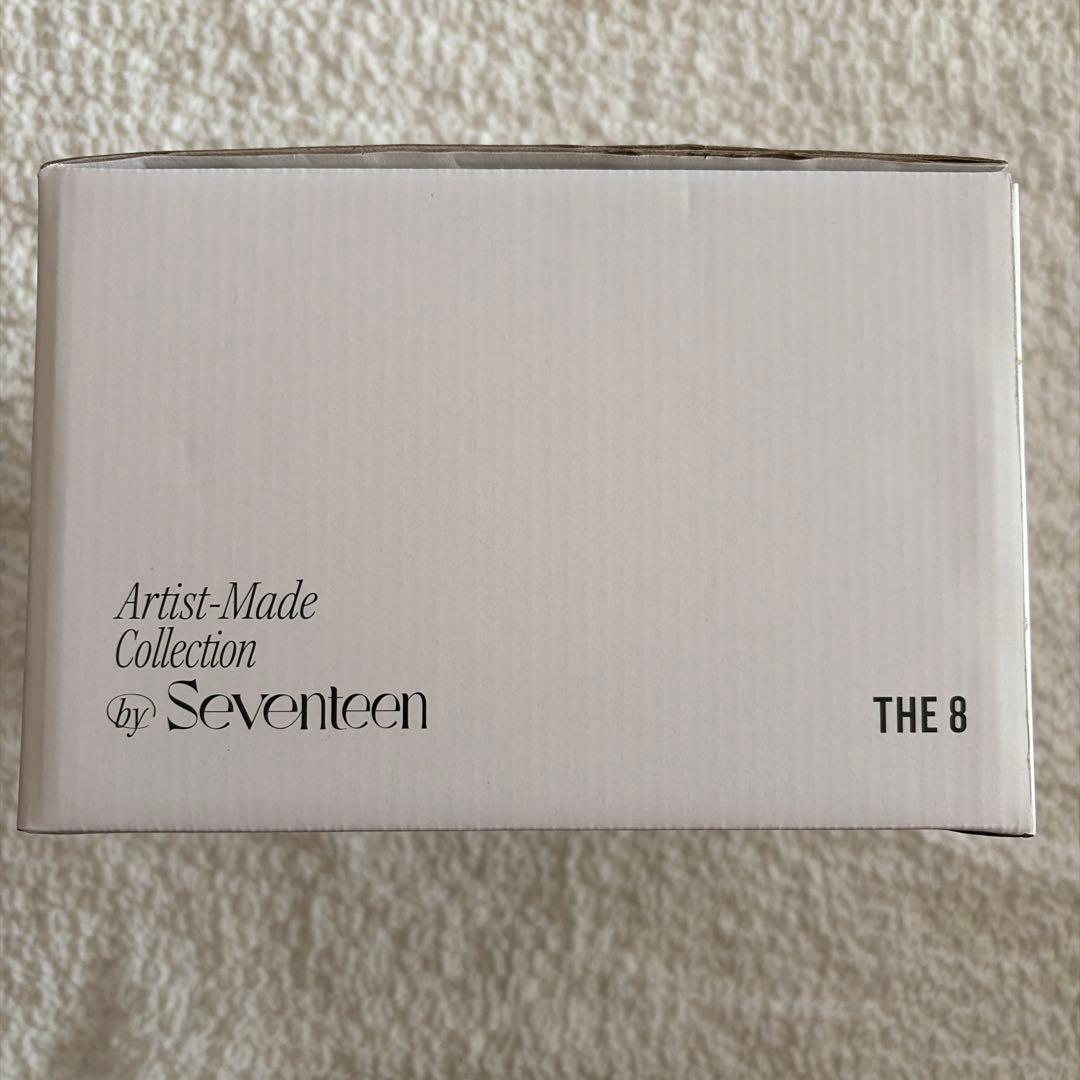 Artist-Made
Collection
by Seventeen
THE 8